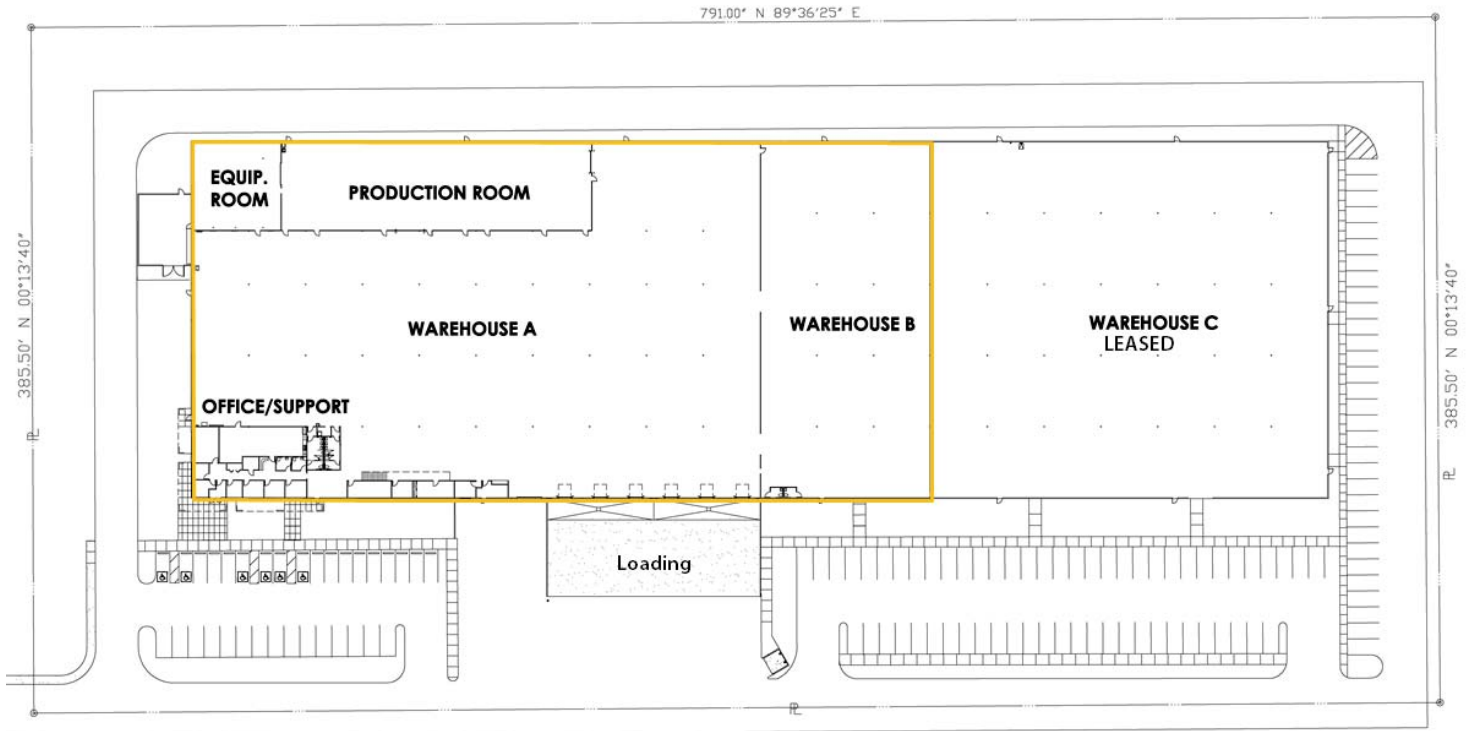 791.00" N 89°36'25" E
EQUIP.
ROOM
PRODUCTION ROOM
385.50' N 00°13'40"
385.50' N 00°13'40"
WAREHOUSE A
WAREHOUSE B
WAREHOUSE C
LEASED
OFFICE/SUPPORT
PL
PL
Loading
PL